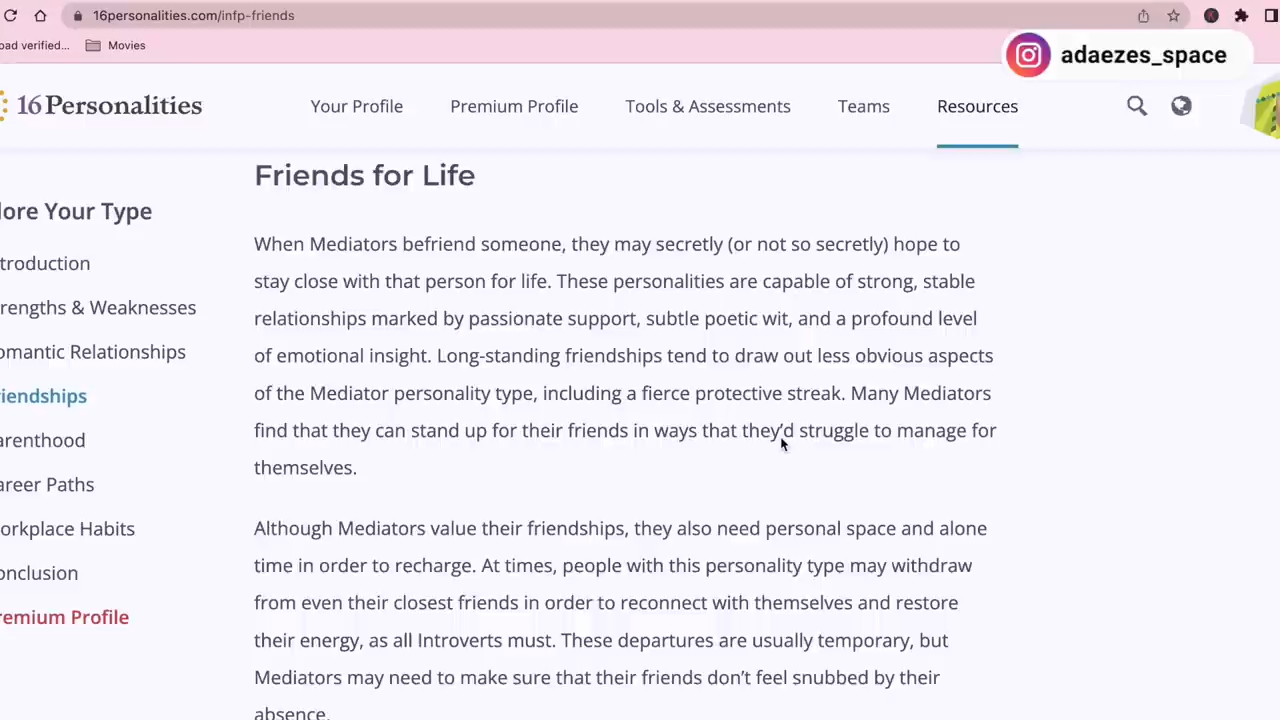 16personalities.com/infp-friends
oad verified...
Movies
adaezes_space
16Personalities
Your Profile
Premium Profile
Tools & Assessments
Teams
Resources
Friends for Life
lore Your Type
troduction
rengths & Weaknesses
omantic Relationships
iendships
arenthood
areer Paths
orkplace Habits
onclusion
remium Profile
When Mediators befriend someone, they may secretly (or not so secretly) hope to
stay close with that person for life. These personalities are capable of strong, stable
relationships marked by passionate support, subtle poetic wit, and a profound level
of emotional insight. Long-standing friendships tend to draw out less obvious aspects
of the Mediator personality type, including a fierce protective streak. Many Mediators
find that they can stand up for their friends in ways that they’d struggle to manage for
themselves.
Although Mediators value their friendships, they also need personal space and alone
time in order to recharge. At times, people with this personality type may withdraw
from even their closest friends in order to reconnect with themselves and restore
their energy, as all Introverts must. These departures are usually temporary, but
Mediators may need to make sure that their friends don’t feel snubbed by their
absence.